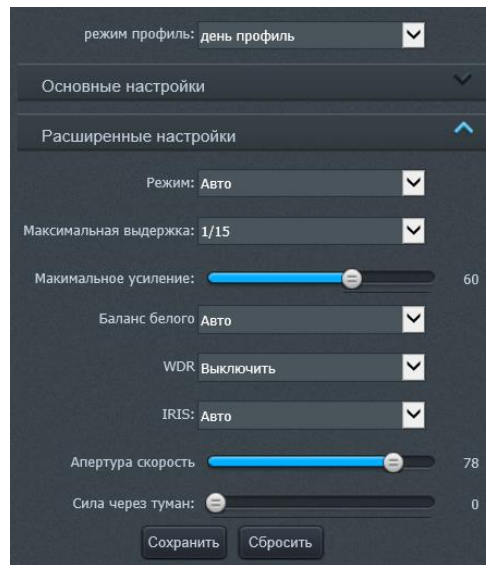 режим профиль: день профиль
Основные настройки
Расширенные настройки
Режим: Авто
Максимальная выдержка: 1/15
Макимальное усиление: 60
Баланс белого Авто
WDR Выключить
IRIS: Авто
Апертура скорость 78
Сила через туман: 0
Сохранить Сбросить